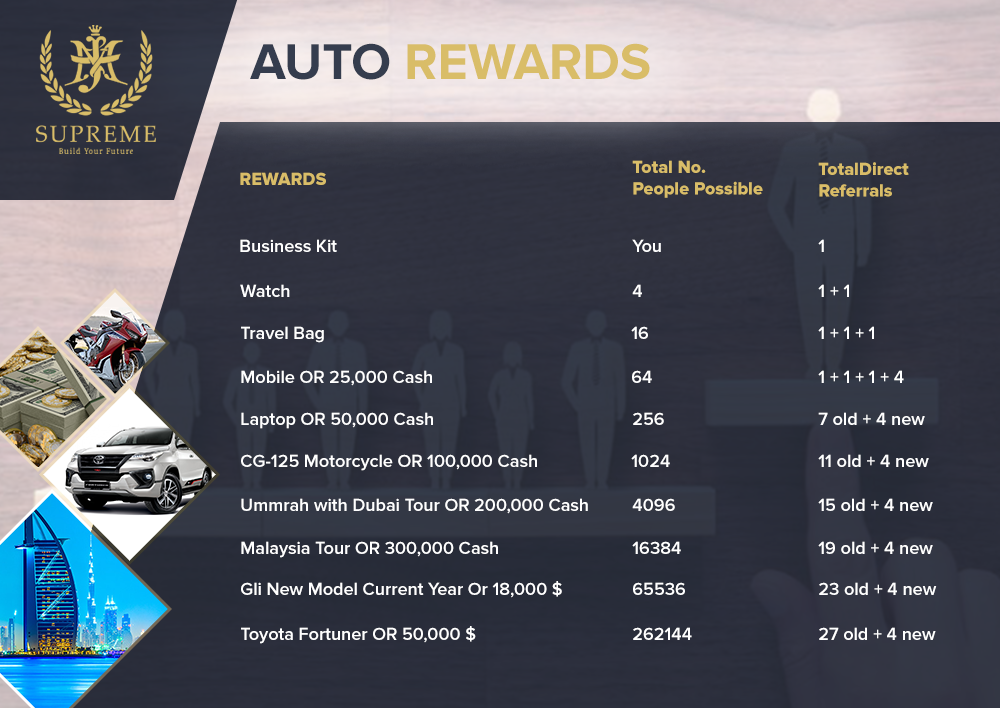 SUPREME
Build Your Future
AUTO REWARDS
REWARDS
Total No.
People Possible
TotalDirect
Referrals
Business Kit You 1
Watch 4 1 + 1
Travel Bag 16 1 + 1 + 1
Mobile OR 25,000 Cash 64 1 + 1 + 1 + 4
Laptop OR 50,000 Cash 256 7 old + 4 new
CG-125 Motorcycle OR 100,000 Cash 1024 11 old + 4 new
Ummrah with Dubai Tour OR 200,000 Cash 4096 15 old + 4 new
Malaysia Tour OR 300,000 Cash 16384 19 old + 4 new
Gli New Model Current Year Or 18,000 $ 65536 23 old + 4 new
Toyota Fortuner OR 50,000 $ 262144 27 old + 4 new